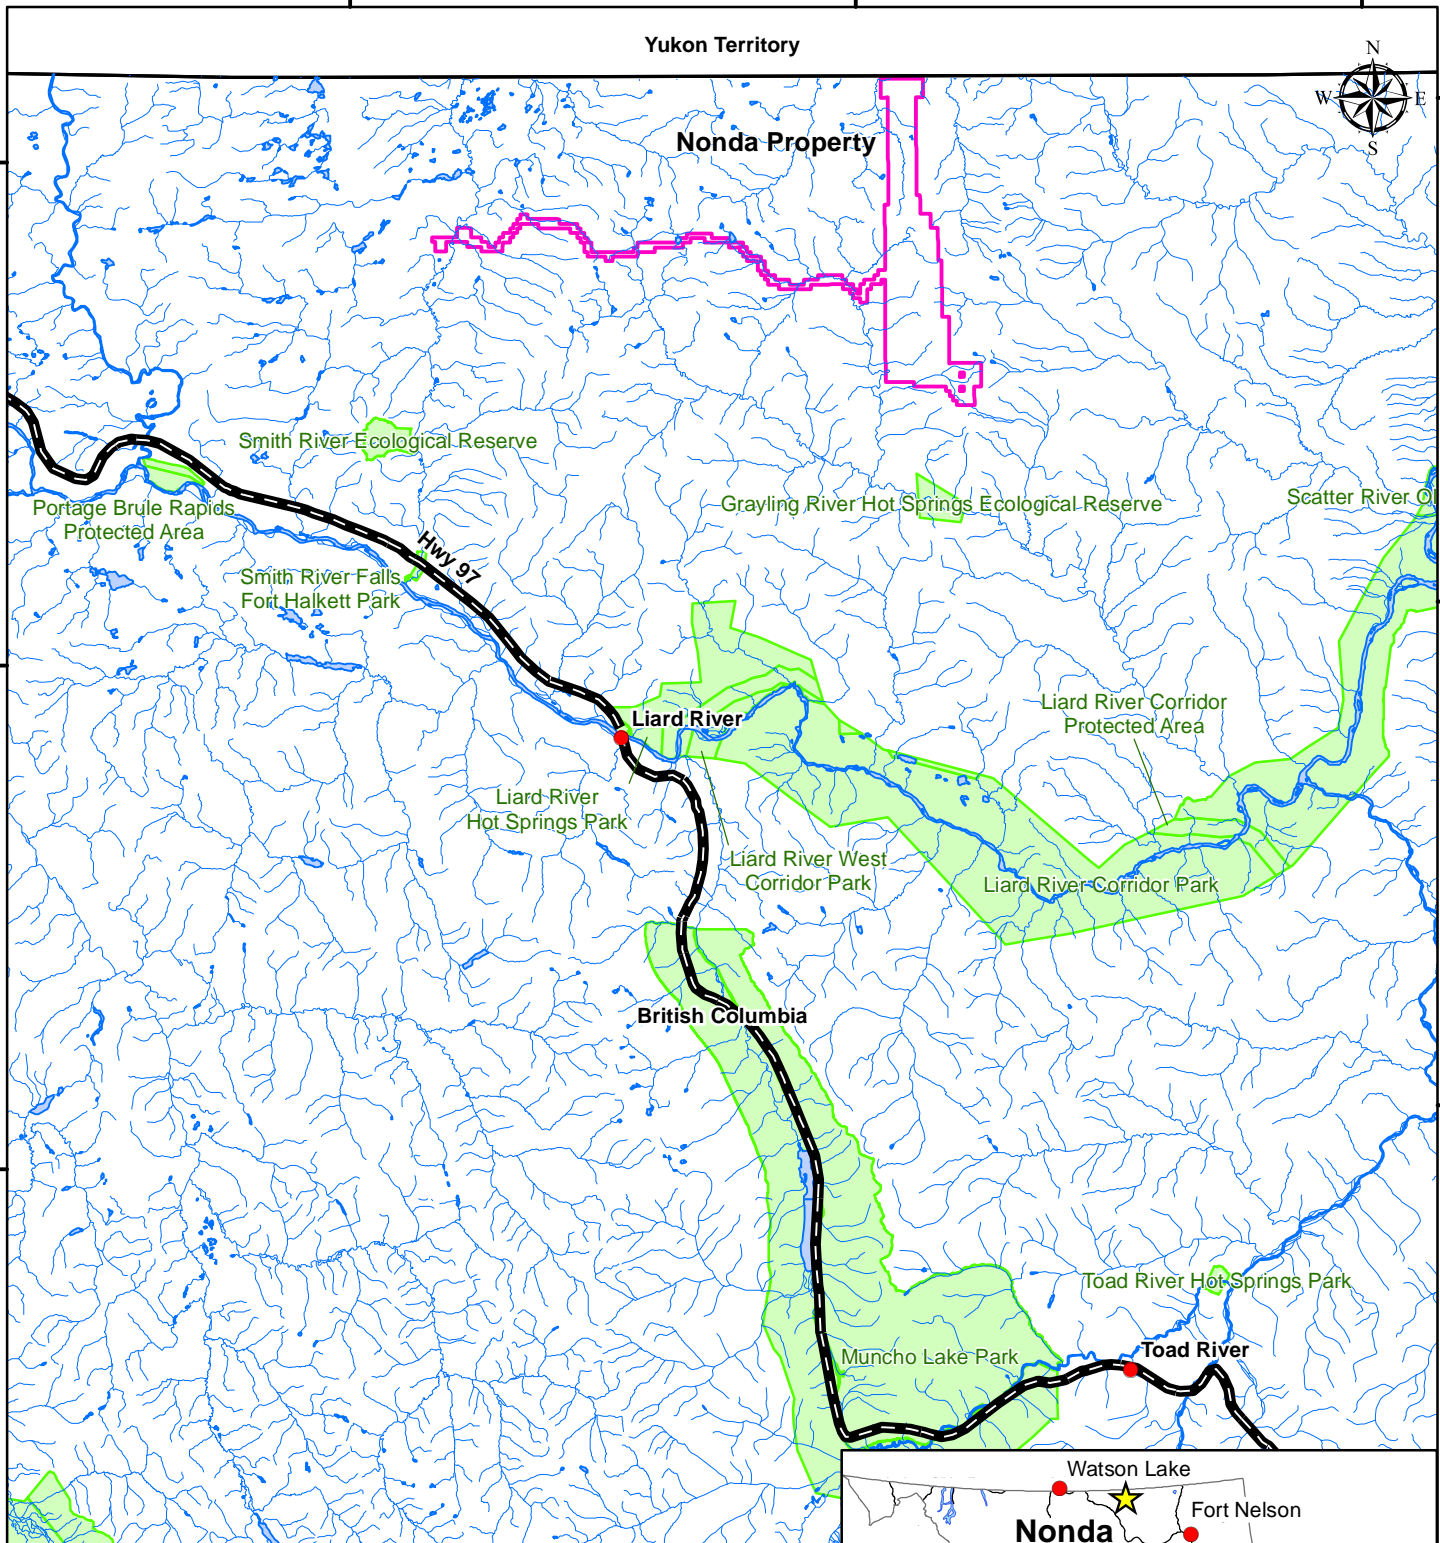 Yukon Territory
N
W
E
S
Nonda Property
Smith River Ecological Reserve
Grayling River Hot Springs Ecological Reserve
Scatter River Ol
Portage Brule Rapids
Protected Area
Hwy 97
Smith River Falls
Fort Halkett Park
Liard River Corridor
Protected Area
Liard River
Liard River
Hot Springs Park
Liard River West
Corridor Park
Liard River Corridor Park
British Columbia
Toad River Hot Springs Park
Toad River
Muncho Lake Park
Watson Lake
Fort Nelson
Nonda